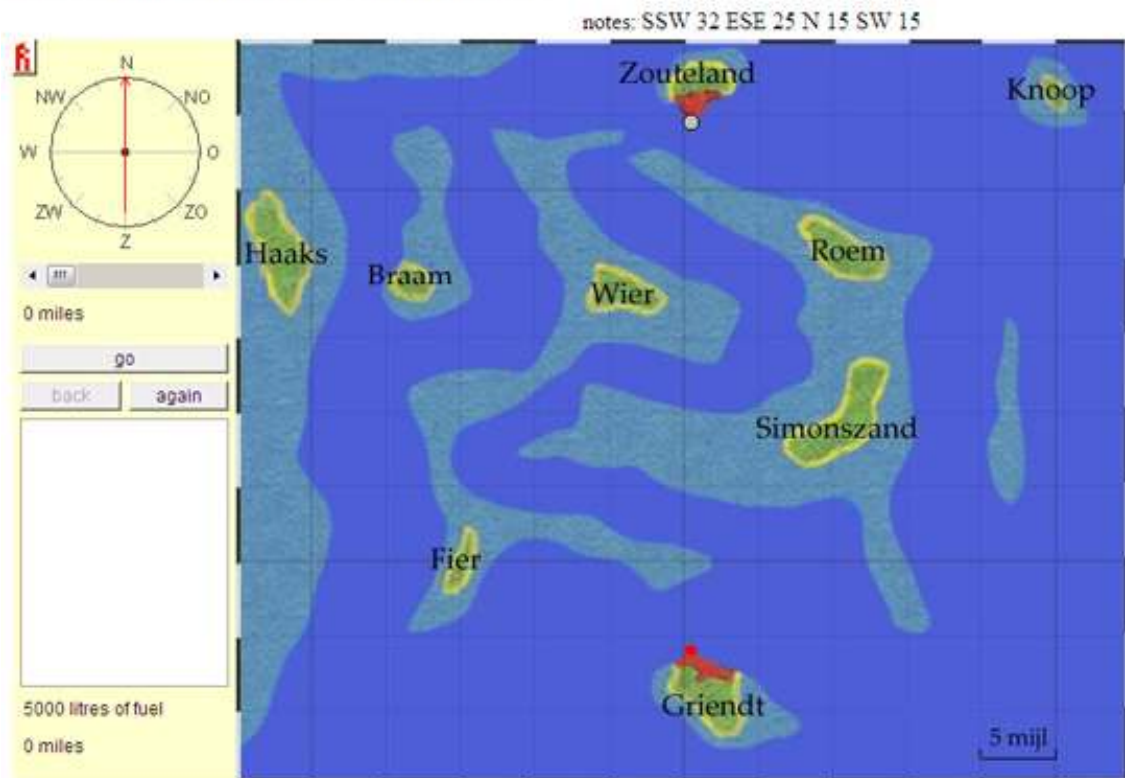 notes: SSW 32 ESE 25 N 15 SW 15
N
NW
NO
W
O
ZW
ZO
Z
0 miles
go
back
again
5000 litres of fuel
0 miles
Zouteland
Knoop
Haaks
Braam
Wier
Roem
Simonszand
Fier
Griendt
5 mijl